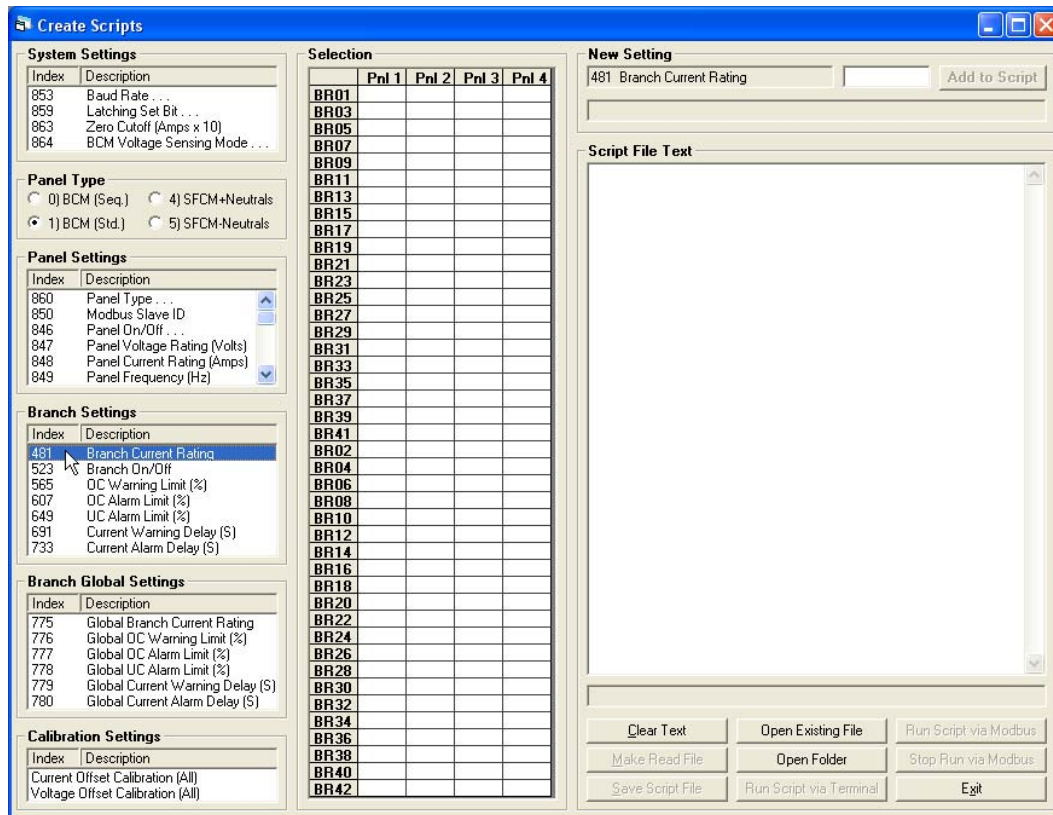 Create Scripts
System Settings
Index Description
853 Baud Rate . . .
859 Latching Set Bit . . .
863 Zero Cutoff (Amps x 10)
864 BCM Voltage Sensing Mode . . .
Panel Type
0) BCM (Seq.) 4) SFCM+Neutrals
1) BCM (Std.) 5) SFCM-Neutrals
Panel Settings
Index Description
860 Panel Type . . .
850 Modbus Slave ID
846 Panel On/Off . . .
847 Panel Voltage Rating (Volts)
848 Panel Current Rating (Amps)
849 Panel Frequency (Hz)
Branch Settings
Index Description
481 Branch Current Rating
523 Branch On/Off
565 OC Warning Limit (%)
607 OC Alarm Limit (%)
649 UC Alarm Limit (%)
691 Current Warning Delay (S)
733 Current Alarm Delay (S)
Branch Global Settings
Index Description
775 Global Branch Current Rating
776 Global OC Warning Limit (%)
777 Global OC Alarm Limit (%)
778 Global UC Alarm Limit (%)
779 Global Current Warning Delay (S)
780 Global Current Alarm Delay (S)
Calibration Settings
Index Description
Current Offset Calibration (All)
Voltage Offset Calibration (All)
Selection
Pnl 1 Pnl 2 Pnl 3 Pnl 4
BR01
BR03
BR05
BR07
BR09
BR11
BR13
BR15
BR17
BR19
BR21
BR23
BR25
BR27
BR29
BR31
BR33
BR35
BR37
BR39
BR41
BR02
BR04
BR06
BR08
BR10
BR12
BR14
BR16
BR18
BR20
BR22
BR24
BR26
BR28
BR30
BR32
BR34
BR36
BR38
BR40
BR42
New Setting
481 Branch Current Rating Add to Script
Script File Text
Clear Text Open Existing File Run Script via Modbus
Make Read File Open Folder Stop Run via Modbus
Save Script File Run Script via Terminal Exit